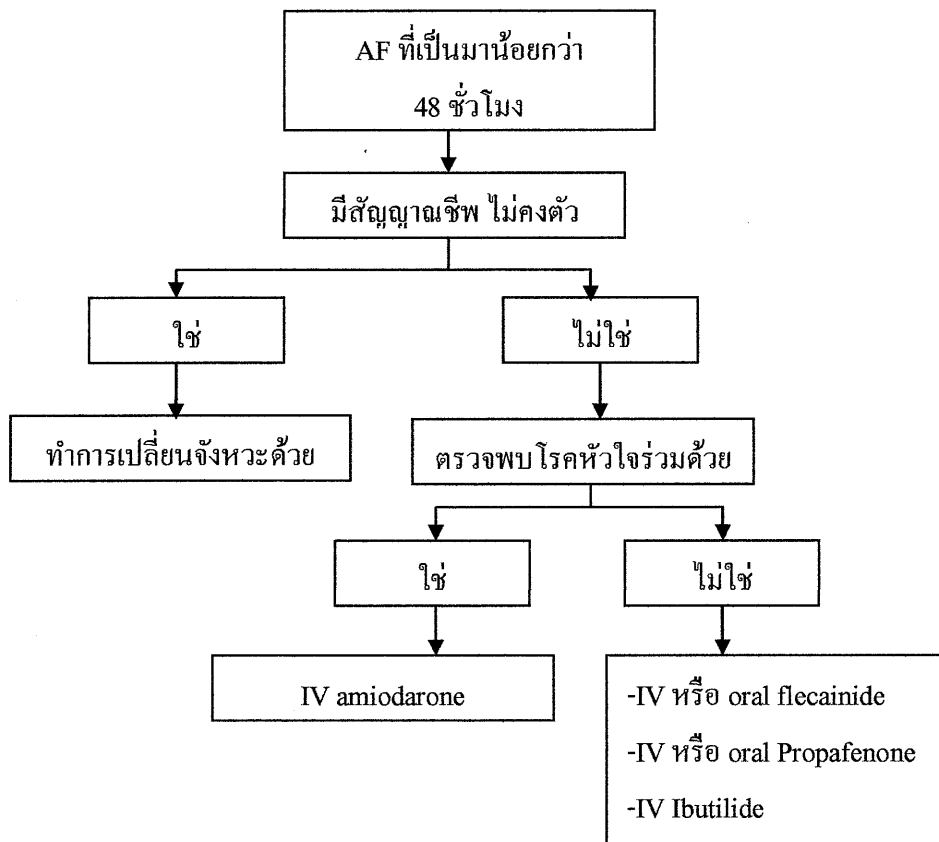 AF ที่เป็นมาน้อยกว่า
48 ชั่วโมง
มีสัญญาณชีพ ไม่คงตัว
ใช่
ไม่ใช่
ทำการเปลี่ยนจังหวะด้วย
ตรวจพบโรคหัวใจร่วมด้วย
ใช่
ไม่ใช่
IV amiodarone
-IV หรือ oral flecainide
-IV หรือ oral Propafenone
-IV Ibutilide